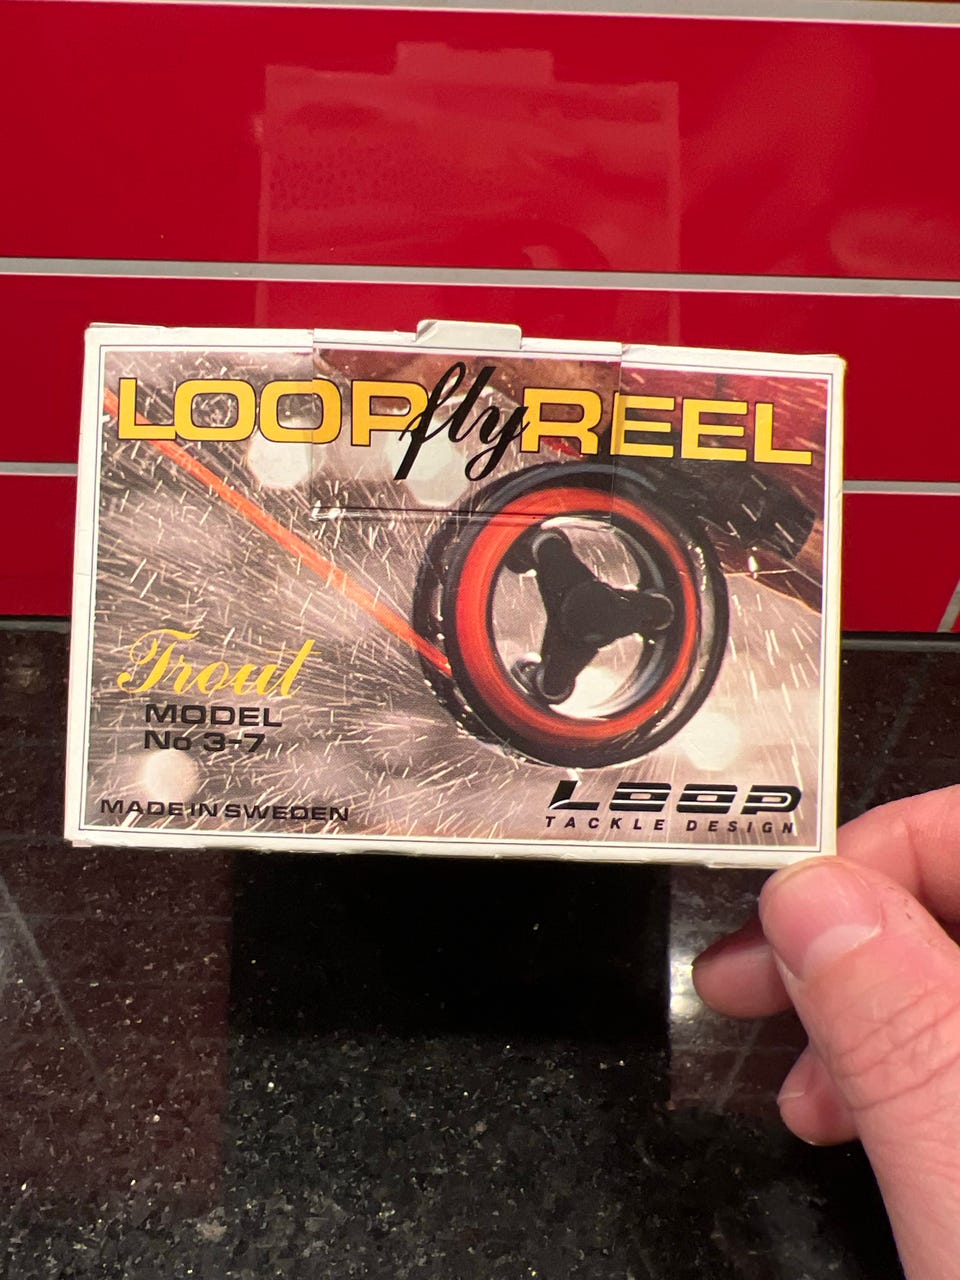 LOOP fly REEL
Trout
MODEL
No 3-7
MADE IN SWEDEN
LOOP
TACKLE DESIGN